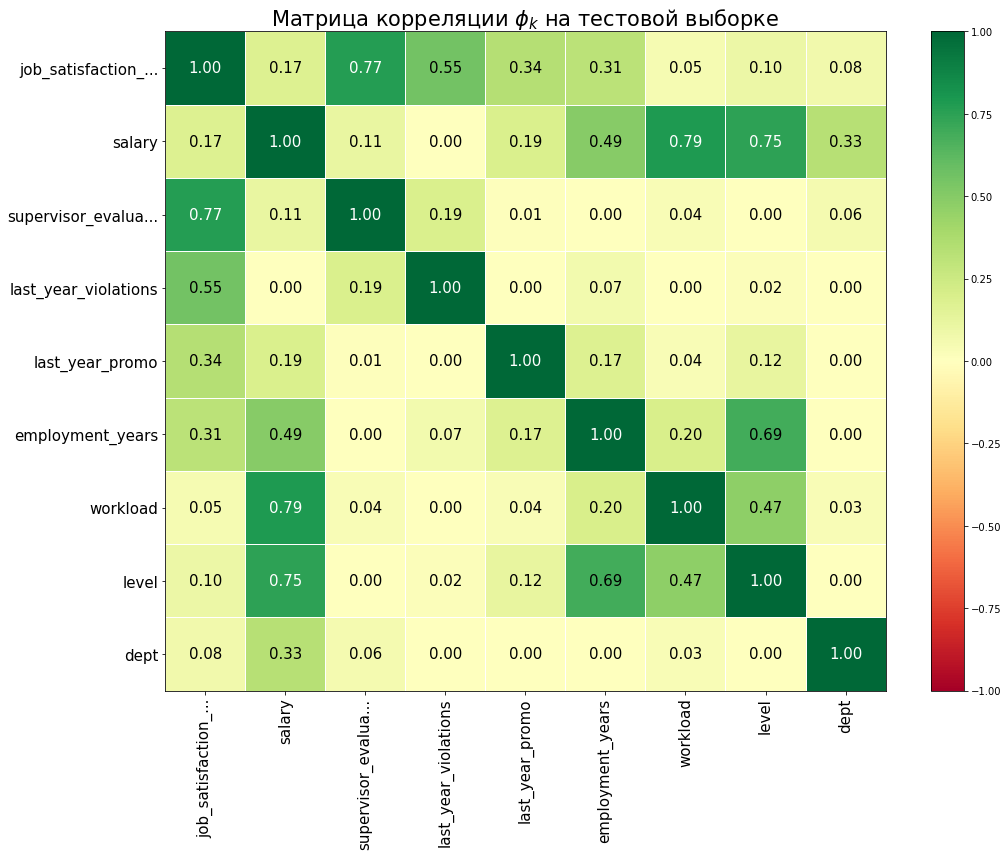 Матрица корреляции ϕk на тестовой выборке
job_satisfaction_... 1.00 0.17 0.77 0.55 0.34 0.31 0.05 0.10 0.08
salary 0.17 1.00 0.11 0.00 0.19 0.49 0.79 0.75 0.33
supervisor_evalua... 0.77 0.11 1.00 0.19 0.01 0.00 0.04 0.00 0.06
last_year_violations 0.55 0.00 0.19 1.00 0.00 0.07 0.00 0.02 0.00
last_year_promo 0.34 0.19 0.01 0.00 1.00 0.17 0.04 0.12 0.00
employment_years 0.31 0.49 0.00 0.07 0.17 1.00 0.20 0.69 0.00
workload 0.05 0.79 0.04 0.00 0.04 0.20 1.00 0.47 0.03
level 0.10 0.75 0.00 0.02 0.12 0.69 0.47 1.00 0.00
dept 0.08 0.33 0.06 0.00 0.00 0.00 0.03 0.00 1.00
job_satisfaction_...
salary
supervisor_evalua...
last_year_violations
last_year_promo
employment_years
workload
level
dept
1.00
0.75
0.50
0.25
0.00
−0.25
−0.50
−0.75
−1.00